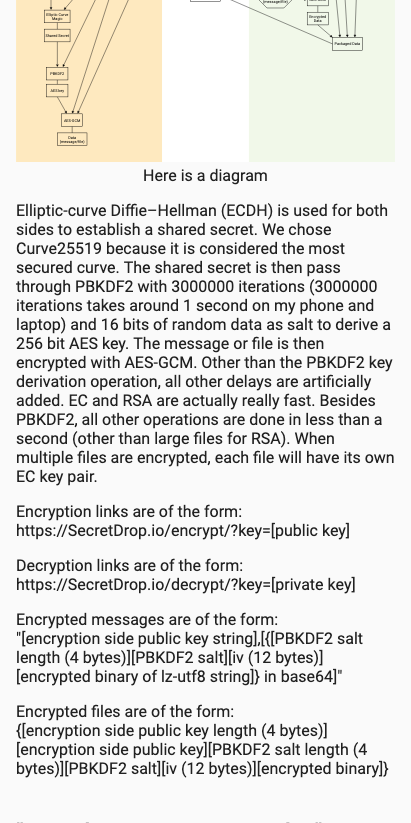 Elliptic Curve
Magic
Shared Secret
PBKDF2
AES key
AES-GCM
Data
(message/file)
(message/file)
Encrypted
Data
Packaged Data
Here is a diagram
Elliptic-curve Diffie–Hellman (ECDH) is used for both
sides to establish a shared secret. We chose
Curve25519 because it is considered the most
secured curve. The shared secret is then pass
through PBKDF2 with 3000000 iterations (3000000
iterations takes around 1 second on my phone and
laptop) and 16 bits of random data as salt to derive a
256 bit AES key. The message or file is then
encrypted with AES-GCM. Other than the PBKDF2 key
derivation operation, all other delays are artificially
added. EC and RSA are actually really fast. Besides
PBKDF2, all other operations are done in less than a
second (other than large files for RSA). When
multiple files are encrypted, each file will have its own
EC key pair.
Encryption links are of the form:
https://SecretDrop.io/encrypt/?key=[public key]
Decryption links are of the form:
https://SecretDrop.io/decrypt/?key=[private key]
Encrypted messages are of the form:
"[encryption side public key string],[{[PBKDF2 salt
length (4 bytes)][PBKDF2 salt][iv (12 bytes)]
[encrypted binary of lz-utf8 string]} in base64]"
Encrypted files are of the form:
{[encryption side public key length (4 bytes)]
[encryption side public key][PBKDF2 salt length (4
bytes)][PBKDF2 salt][iv (12 bytes)][encrypted binary]}